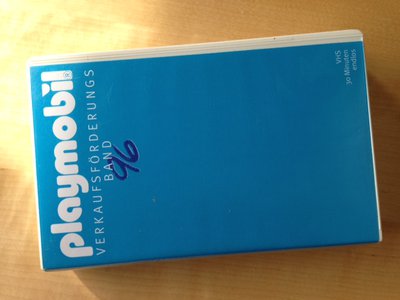 playmobil®
VERKAUFSFÖRDERUNGS
BAND
96
VHS
30 Minuten
endlos